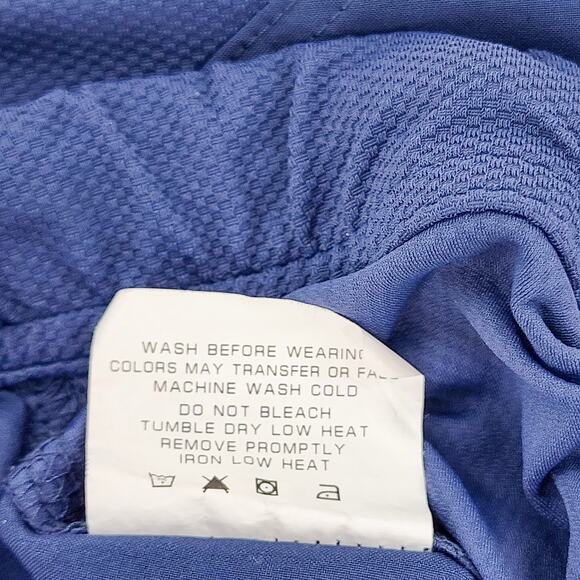 WASH BEFORE WEARING
COLORS MAY TRANSFER OR FADE
MACHINE WASH COLD
DO NOT BLEACH
TUMBLE DRY LOW HEAT
REMOVE PROMPTLY
IRON LOW HEAT